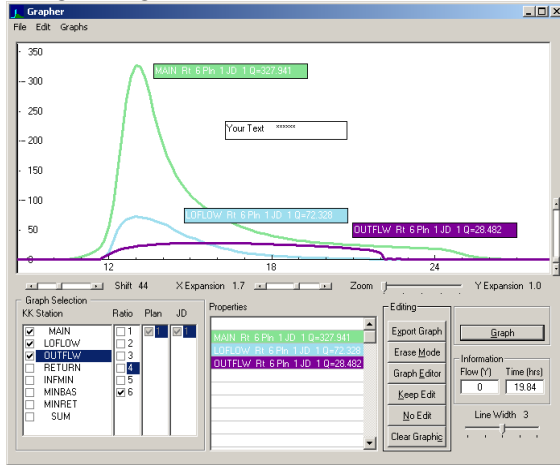 Grapher
File Edit Graphs
350
300
250
200
150
100
50
0
MAIN Rt 6 Pln 1 JD 1 Q=327.941
Your Text ******
LOFLOW Rt 6 Pln 1 JD 1 Q=72.328
OUTFLW Rt 6 Pln 1 JD 1 Q=28.482
12 18 24
Shift 44 X Expansion 1.7 Zoom Y Expansion 1.0
Graph Selection
KK Station Ratio Plan JD
MAIN 1 1 1
LOFLOW 2
OUTFLW 3
RETURN 4
INFMIN 5
MINBAS 6
MINRET
SUM
Properties
MAIN Rt 6 Pln 1 JD 1 Q=327.941
LOFLOW Rt 6 Pln 1 JD 1 Q=72.328
OUTFLW Rt 6 Pln 1 JD 1 Q=28.482
Editing
Export Graph
Erase Mode
Graph Editor
Keep Edit
No Edit
Clear Graphic
Graph
Information
Flow (Y) Time (hrs)
0 19.84
Line Width 3